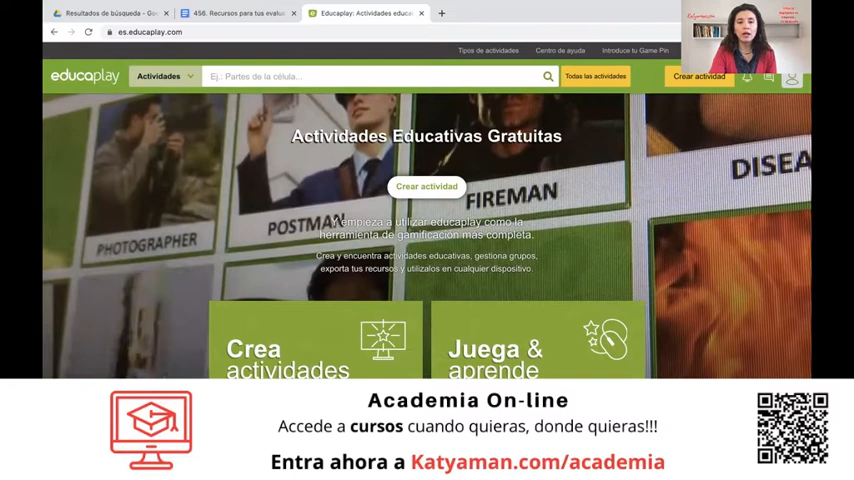 Resultados de búsqueda - Goo
456. Recursos para tus evalua
Educaplay: Actividades educat
es.educaplay.com
Tipos de actividades
Centro de ayuda
Introduce tu Game Pin
educaplay
Actividades
Ej.. Partes de la célula...
Todas las actividades
Crear actividad
Actividades Educativas Gratuitas
Crear actividad
Y empieza a utilizar educaplay como la
herramienta de gamificación más completa.
Crea y encuentra actividades educativas, gestiona grupos,
exporta tus recursos y utilízalos en cualquier dispositivo.
PHOTOGRAPHER
POSTMAN
FIREMAN
DISEA
Crea
actividades
Juega &
aprende
Academia On-line
Accede a cursos cuando quieras, donde quieras!!!
Entra ahora a Katyaman.com/academia